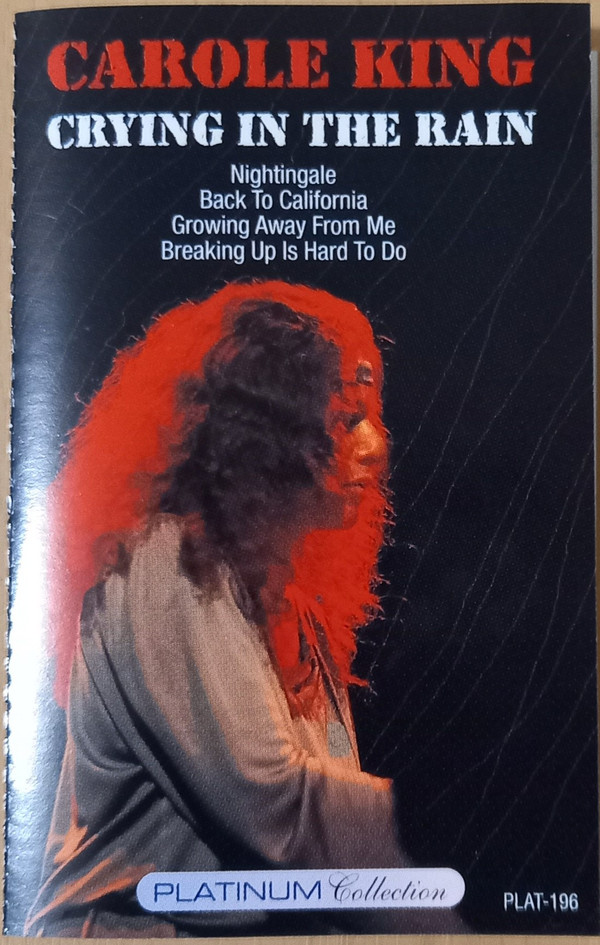 CAROLE KING
CRYING IN THE RAIN
Nightingale
Back To California
Growing Away From Me
Breaking Up Is Hard To Do
PLATINUM Collection
PLAT-196